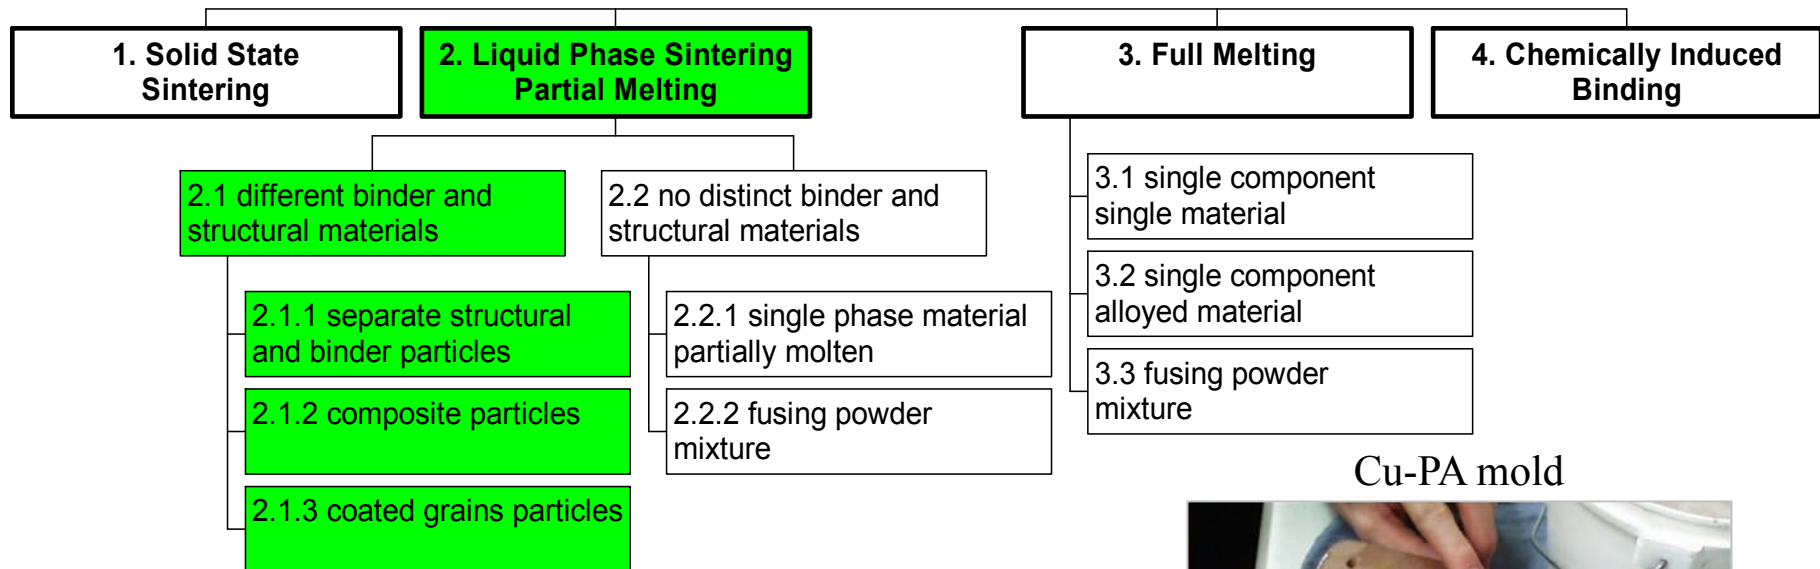 1. Solid State
Sintering
2. Liquid Phase Sintering
Partial Melting
3. Full Melting
4. Chemically Induced
Binding
2.1 different binder and
structural materials
2.2 no distinct binder and
structural materials
3.1 single component
single material
3.2 single component
alloyed material
3.3 fusing powder
mixture
2.1.1 separate structural
and binder particles
2.1.2 composite particles
2.1.3 coated grains particles
2.2.1 single phase material
partially molten
2.2.2 fusing powder
mixture
Cu-PA mold